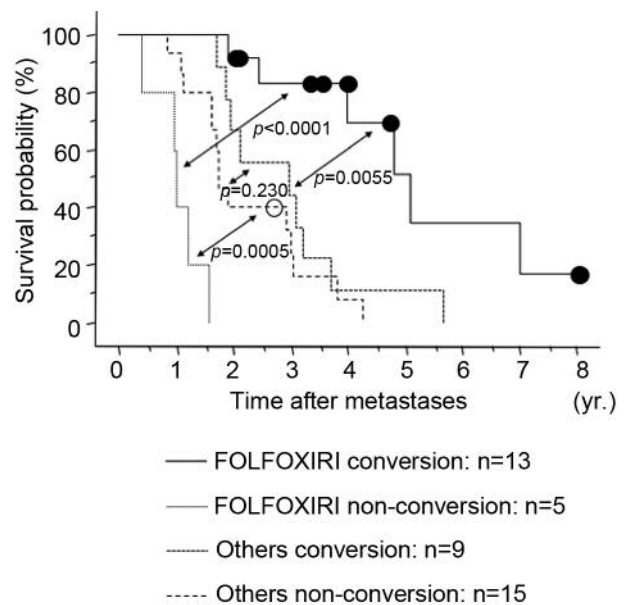 Survival probability (%)
100
80
60
40
20
0
p<0.0001
p=0.230
p=0.0055
p=0.0005
0 1 2 3 4 5 6 7 8
Time after metastases (yr.)
FOLFOXIRI conversion: n=13
FOLFOXIRI non-conversion: n=5
Others conversion: n=9
Others non-conversion: n=15